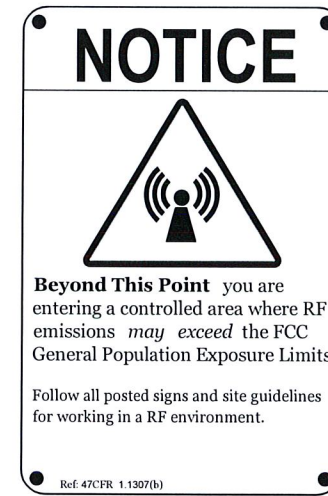 NOTICE
Beyond This Point you are
entering a controlled area where RF
emissions may exceed the FCC
General Population Exposure Limits
Follow all posted signs and site guidelines
for working in a RF environment.
Ref: 47CFR 1.1307(b)